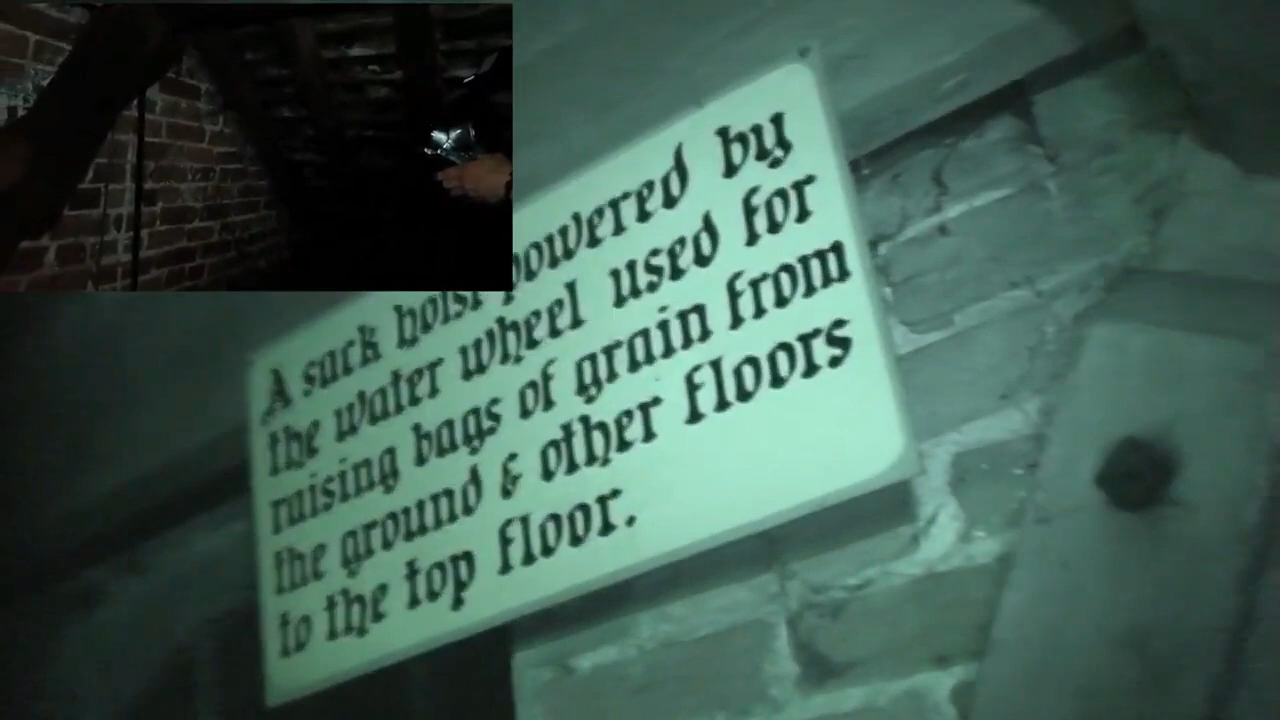 A sack hoist powered by
the water wheel used for
raising bags of grain from
the ground & other floors
to the top floor.